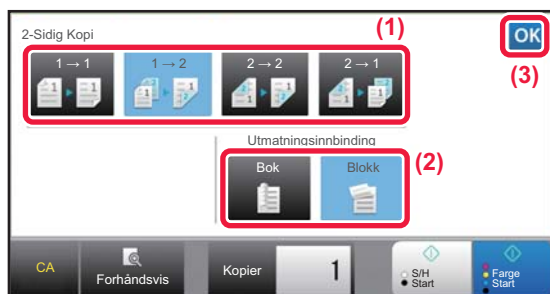 2-Sidig Kopi
(1)
OK
(3)
1 → 1
1 → 2
2 → 2
2 → 1
Utmatningsinnbinding
Bok
Blokk
(2)
CA
Forhåndsvis
Kopier
1
S/H
Start
Farge
Start